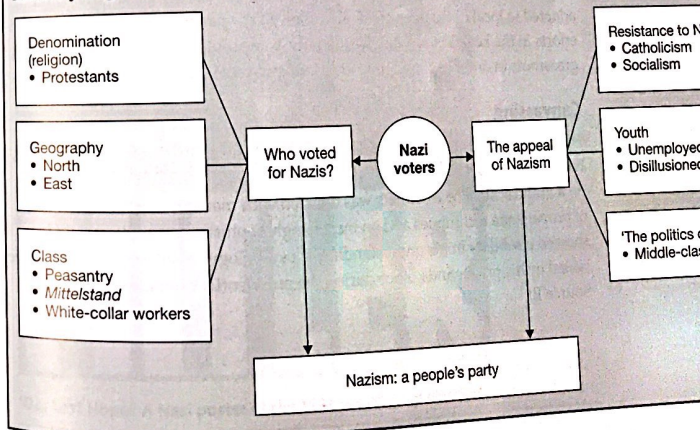 Denomination
(religion)
• Protestants
Geography
• North
• East
Class
• Peasantry
• Mittelstand
• White-collar workers
Who voted
for Nazis?
Nazi
voters
The appeal
of Nazism
Resistance to N
• Catholicism
• Socialism
Youth
• Unemployed
• Disillusioned
'The politics
• Middle-clas
Nazism: a people's party